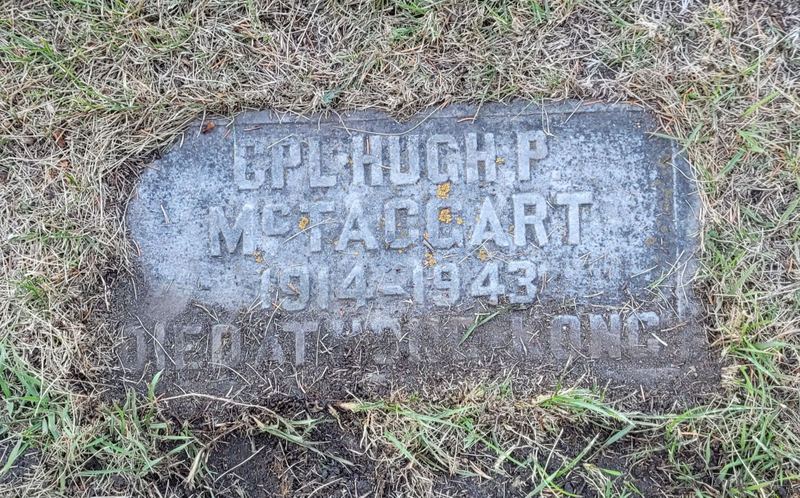 CPL·HUGH·P.
McTAGGART
1914-1943
DIED AT HONG-KONG